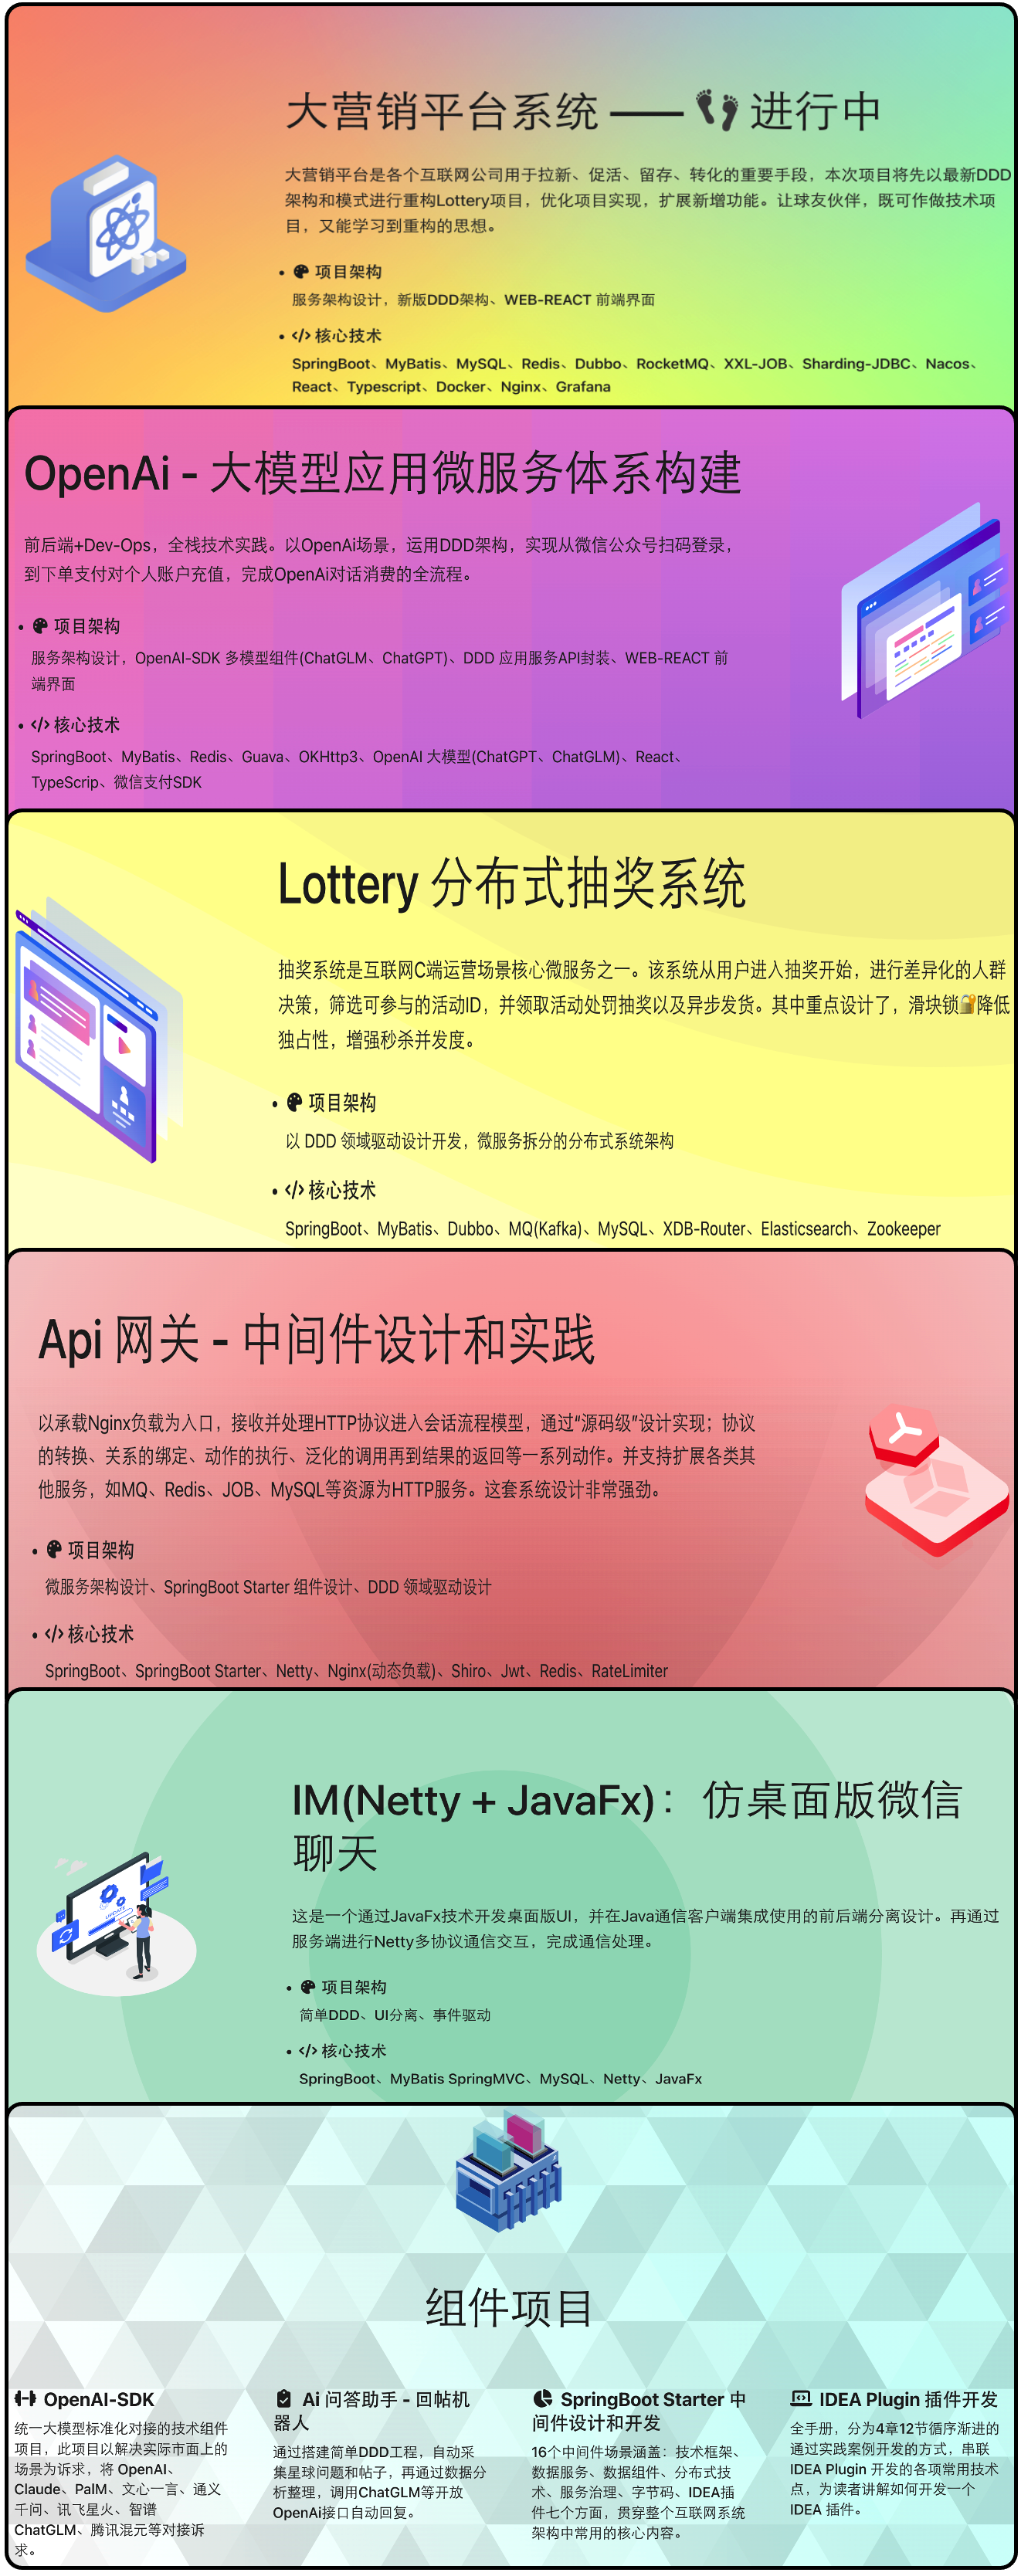 大营销平台系统 —— 👣 进行中
大营销平台是各个互联网公司用于拉新、促活、留存、转化的重要手段，本次项目将先以最新DDD
架构和模式进行重构Lottery项目，优化项目实现，扩展新增功能。让球友伙伴，既可作做技术项
目，又能学习到重构的思想。
• 项目架构
服务架构设计，新版DDD架构、WEB-REACT 前端界面
• </> 核心技术
SpringBoot、MyBatis、MySQL、Redis、Dubbo、RocketMQ、XXL-JOB、Sharding-JDBC、Nacos、
React、Typescript、Docker、Nginx、Grafana
OpenAi - 大模型应用微服务体系构建
前后端+Dev-Ops，全栈技术实践。以OpenAi场景，运用DDD架构，实现从微信公众号扫码登录，
到下单支付对个人账户充值，完成OpenAi对话消费的全流程。
• 项目架构
服务架构设计，OpenAI-SDK 多模型组件(ChatGLM、ChatGPT)、DDD 应用服务API封装、WEB-REACT 前
端界面
• </> 核心技术
SpringBoot、MyBatis、Redis、Guava、OKHttp3、OpenAI 大模型(ChatGPT、ChatGLM)、React、
TypeScrip、微信支付SDK
Lottery 分布式抽奖系统
抽奖系统是互联网C端运营场景核心微服务之一。该系统从用户进入抽奖开始，进行差异化的人群
决策，筛选可参与的活动ID，并领取活动处罚抽奖以及异步发货。其中重点设计了，滑块锁🔐降低
独占性，增强秒杀并发度。
• 项目架构
以 DDD 领域驱动设计开发，微服务拆分的分布式系统架构
• </> 核心技术
SpringBoot、MyBatis、Dubbo、MQ(Kafka)、MySQL、XDB-Router、Elasticsearch、Zookeeper
Api 网关 - 中间件设计和实践
以承载Nginx负载为入口，接收并处理HTTP协议进入会话流程模型，通过“源码级”设计实现；协议
的转换、关系的绑定、动作的执行、泛化的调用再到结果的返回等一系列动作。并支持扩展各类其
他服务，如MQ、Redis、JOB、MySQL等资源为HTTP服务。这套系统设计非常强劲。
• 项目架构
微服务架构设计、SpringBoot Starter 组件设计、DDD 领域驱动设计
• </> 核心技术
SpringBoot、SpringBoot Starter、Netty、Nginx(动态负载)、Shiro、Jwt、Redis、RateLimiter
IM(Netty + JavaFx)：仿桌面版微信
聊天
UPDATE
这是一个通过JavaFx技术开发桌面版UI，并在Java通信客户端集成使用的前后端分离设计。再通过
服务端进行Netty多协议通信交互，完成通信处理。
• 项目架构
简单DDD、UI分离、事件驱动
• </> 核心技术
SpringBoot、MyBatis SpringMVC、MySQL、Netty、JavaFx
组件项目
OpenAI-SDK
统一大模型标准化对接的技术组件
项目，此项目以解决实际市面上的
场景为诉求，将 OpenAI、
Claude、PalM、文心一言、通义
千问、讯飞星火、智谱
ChatGLM、腾讯混元等对接诉
求。
Ai 问答助手 - 回帖机
器人
通过搭建简单DDD工程，自动采
集星球问题和帖子，再通过数据分
析整理，调用ChatGLM等开放
OpenAi接口自动回复。
SpringBoot Starter 中
间件设计和开发
16个中间件场景涵盖：技术框架、
数据服务、数据组件、分布式技
术、服务治理、字节码、IDEA插
件七个方面，贯穿整个互联网系统
架构中常用的核心内容。
IDEA Plugin 插件开发
全手册，分为4章12节循序渐进的
通过实践案例开发的方式，串联
IDEA Plugin 开发的各项常用技术
点，为读者讲解如何开发一个
IDEA 插件。